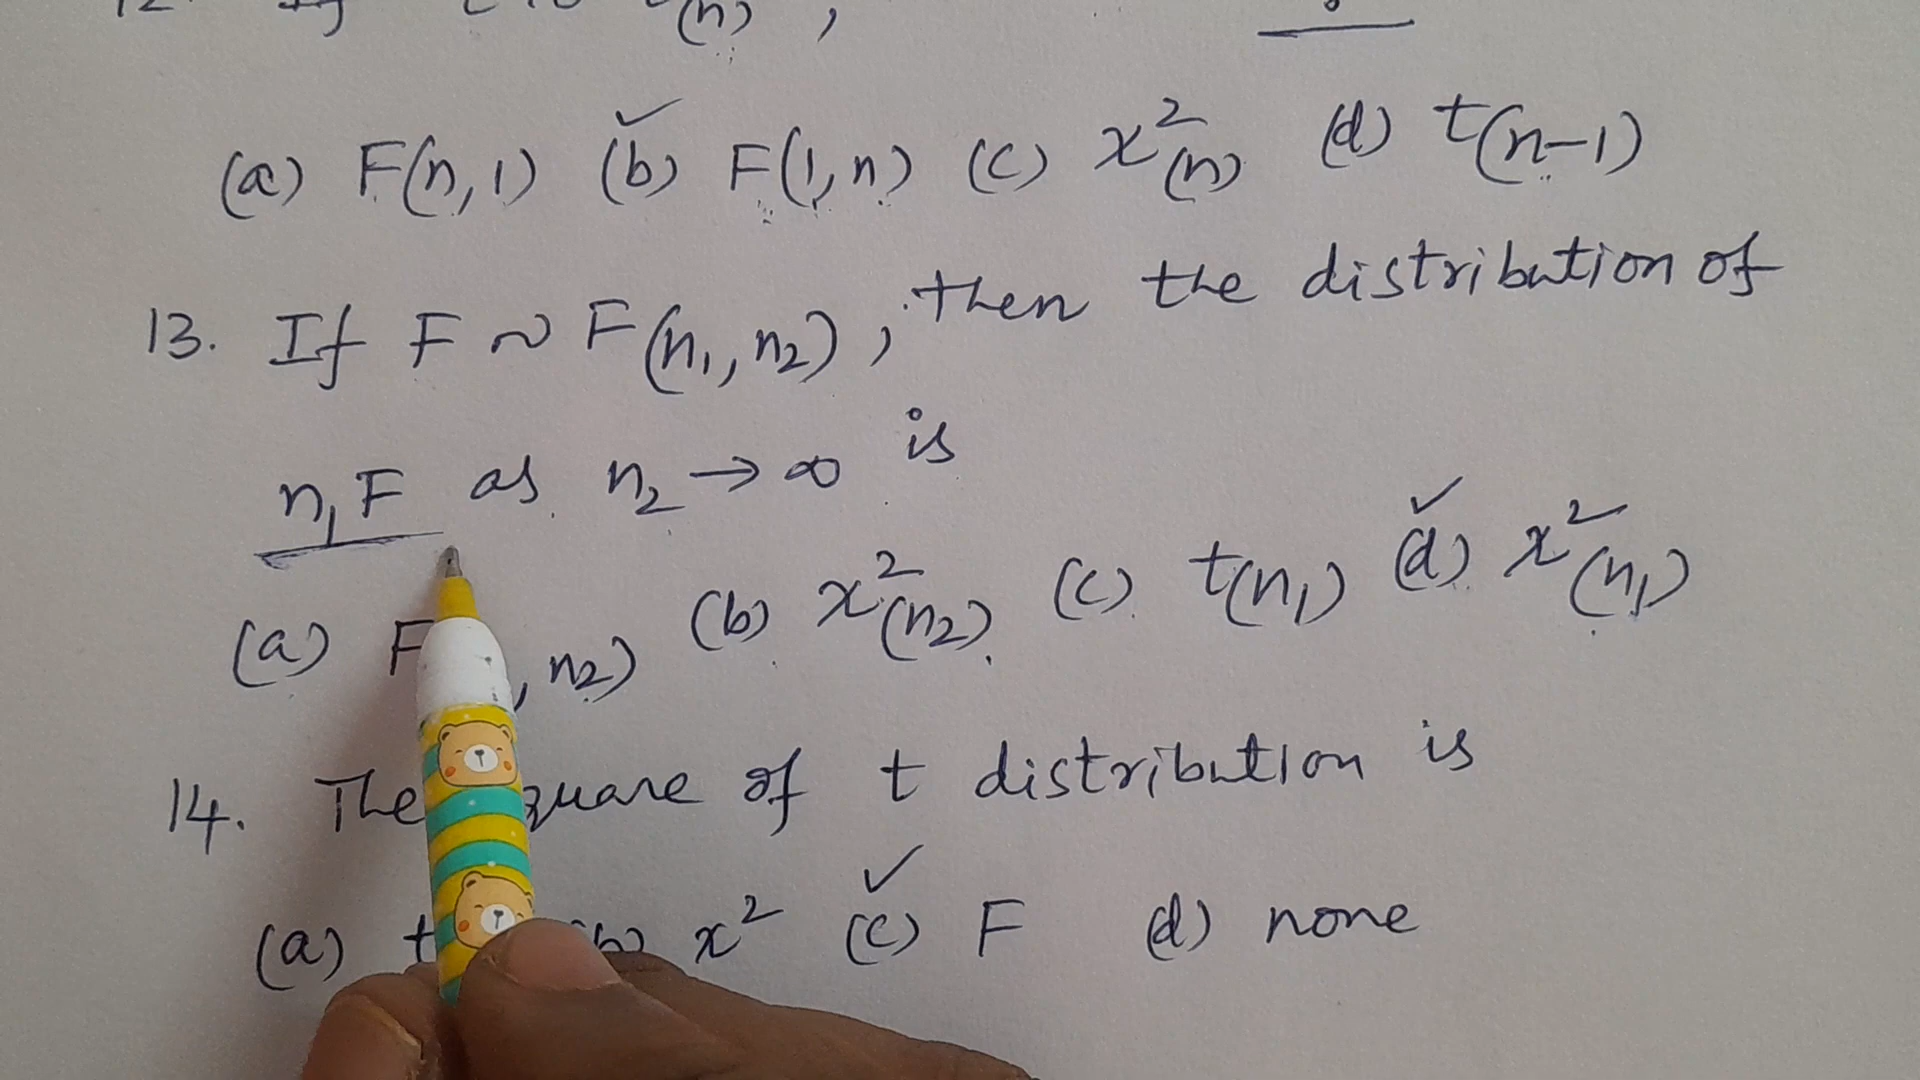 (n) ,
(a) F(n,1) (b) F(1,n) (c) χ²(n) (d) t(n-1)
13. If F ~ F(n₁, n₂), then the distribution of
n₁F as n₂ → ∞ is
(a) F , n₂) (b) χ²(n₂) (c) t(n₁) (d) χ²(n₁)
14. The of t distribution is
(a) t (b) χ² (c) F (d) none